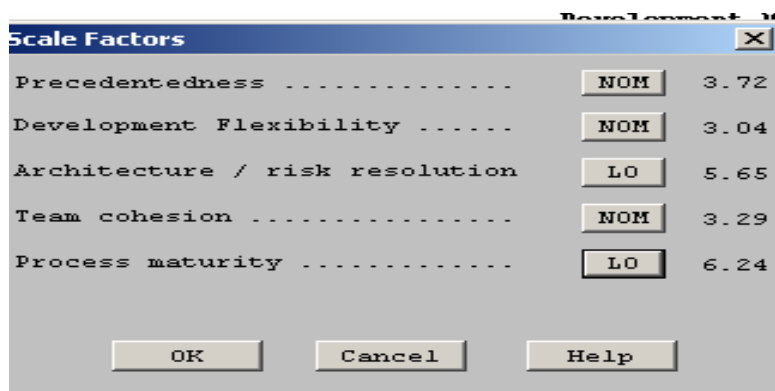 Scale Factors
Precedentedness .............. NOM 3.72
Development Flexibility ...... NOM 3.04
Architecture / risk resolution LO 5.65
Team cohesion ................ NOM 3.29
Process maturity ............. LO 6.24
OK Cancel Help